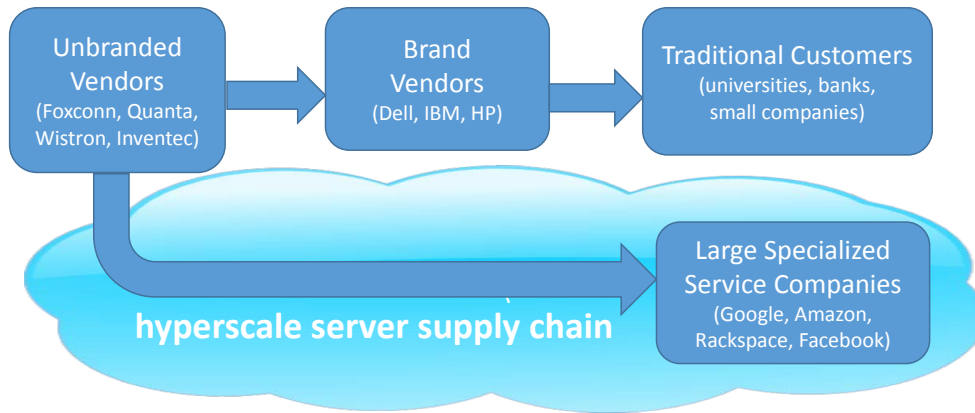 Unbranded
Vendors
(Foxconn, Quanta,
Wistron, Inventec)
Brand
Vendors
(Dell, IBM, HP)
Traditional Customers
(universities, banks,
small companies)
Large Specialized
Service Companies
(Google, Amazon,
Rackspace, Facebook)
hyperscale server supply chain